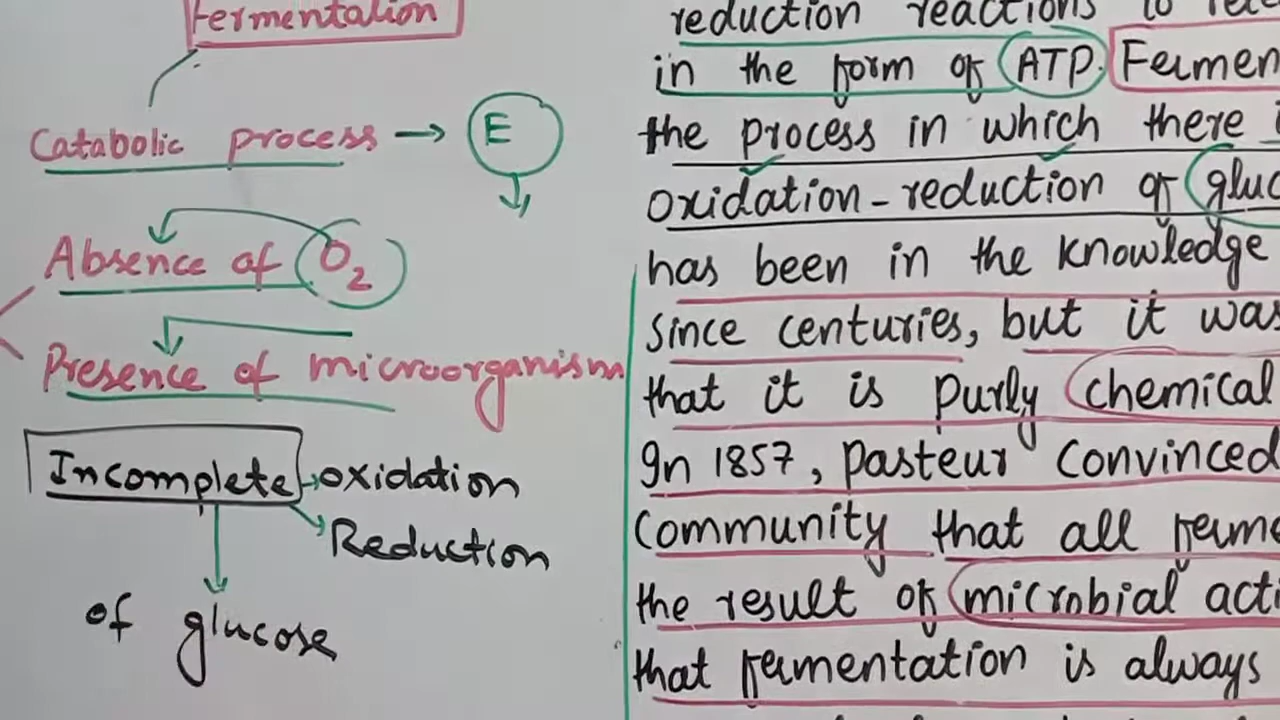 Fermentation
Catabolic process → E
Absence of O2
Presence of microorganism
Incomplete → oxidation
Reduction
of glucose
reduction reactions to
in the form of ATP. Fermen
the process in which there
oxidation - reduction of gluc
has been in the knowledge
since centuries, but it was
that it is purly chemical
In 1857, Pasteur convinced
community that all ferme
the result of microbial acti
that fermentation is always